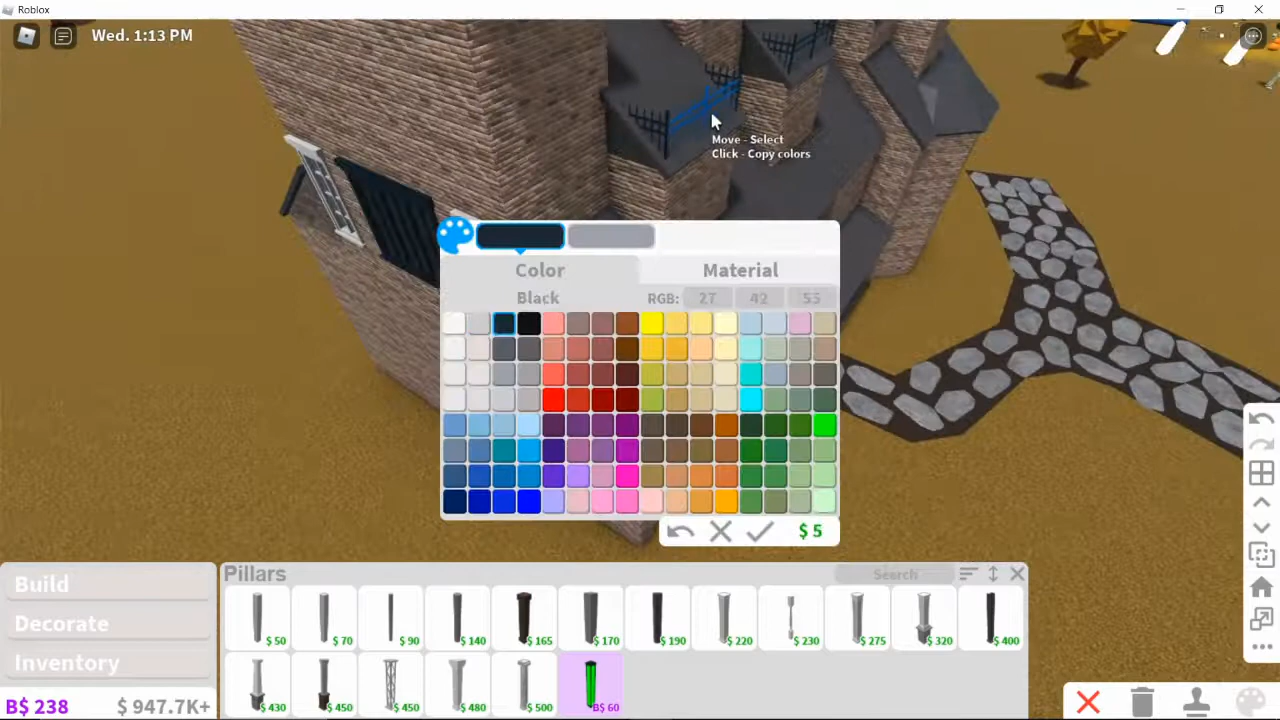 Roblox
Wed. 1:13 PM
Move - Select
Click - Copy colors
Color
Material
Black
RGB: 27 42 53
$ 5
Build
Decorate
Inventory
B$ 238 $ 947.7K+
Pillars
Search
$ 50 $ 70 $ 90 $ 140 $ 165 $ 170 $ 190 $ 220 $ 230 $ 275 $ 320 $ 400
$ 430 $ 450 $ 450 $ 480 $ 500 B$ 60